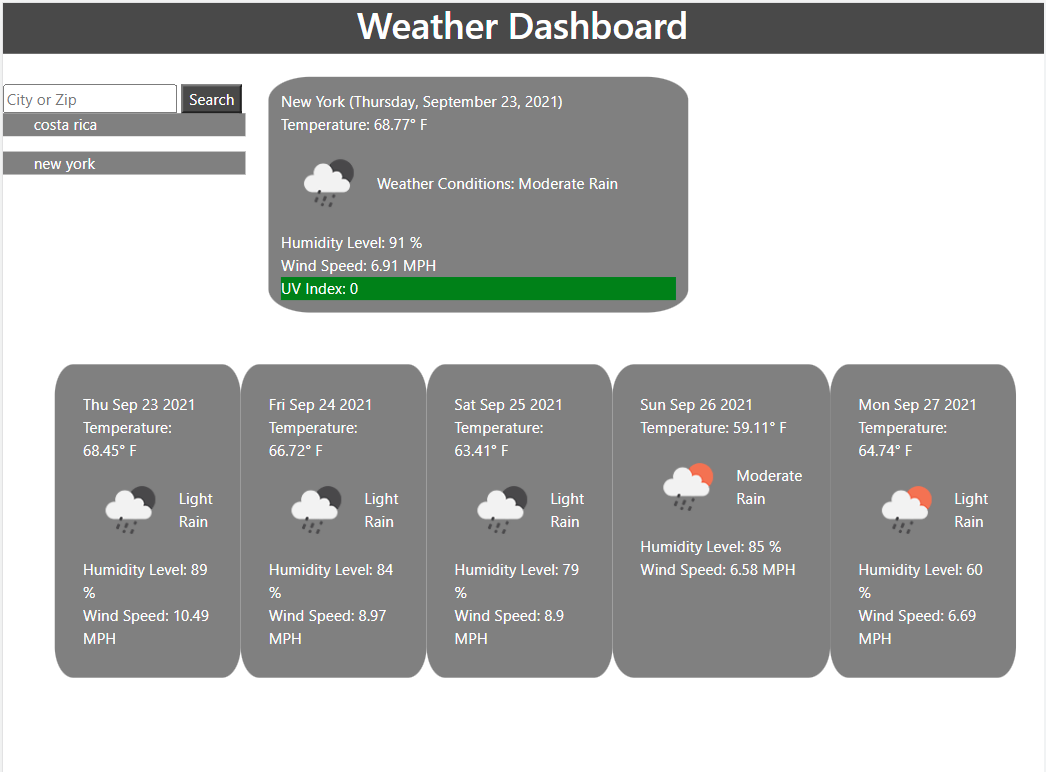 Weather Dashboard
City or Zip
Search
costa rica
new york
New York (Thursday, September 23, 2021)
Temperature: 68.77° F
Weather Conditions: Moderate Rain
Humidity Level: 91 %
Wind Speed: 6.91 MPH
UV Index: 0
Thu Sep 23 2021
Temperature:
68.45° F
Light
Rain
Humidity Level: 89
%
Wind Speed: 10.49
MPH
Fri Sep 24 2021
Temperature:
66.72° F
Light
Rain
Humidity Level: 84
%
Wind Speed: 8.97
MPH
Sat Sep 25 2021
Temperature:
63.41° F
Light
Rain
Humidity Level: 79
%
Wind Speed: 8.9
MPH
Sun Sep 26 2021
Temperature: 59.11° F
Moderate
Rain
Humidity Level: 85 %
Wind Speed: 6.58 MPH
Mon Sep 27 2021
Temperature:
64.74° F
Light
Rain
Humidity Level: 60
%
Wind Speed: 6.69
MPH